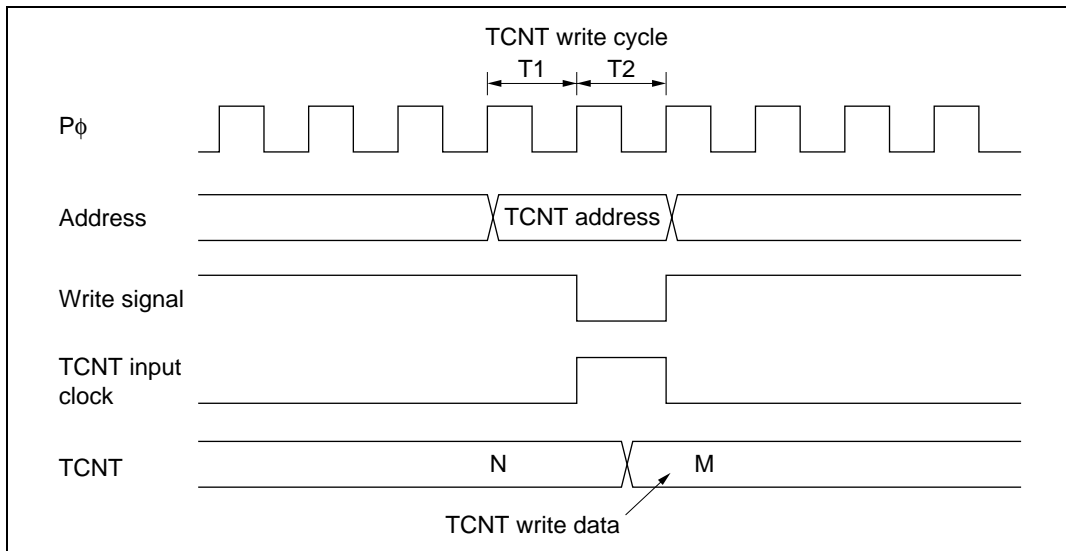 TCNT write cycle
T1 T2
Pϕ
Address
TCNT address
Write signal
TCNT input
clock
TCNT
N
M
TCNT write data